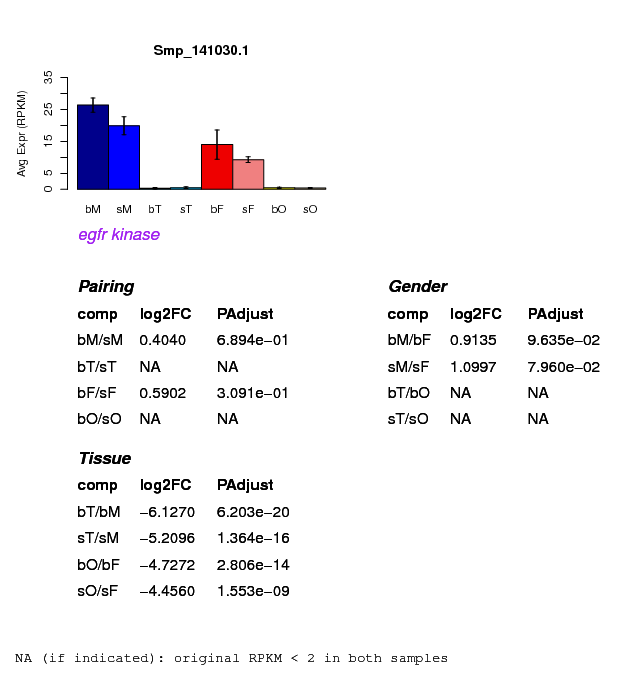 Smp_141030.1
Avg Expr (RPKM)
35
25
15
5
0
bM sM bT sT bF sF bO sO
egfr kinase
Pairing
comp log2FC PAdjust
bM/sM 0.4040 6.894e−01
bT/sT NA NA
bF/sF 0.5902 3.091e−01
bO/sO NA NA
Gender
comp log2FC PAdjust
bM/bF 0.9135 9.635e−02
sM/sF 1.0997 7.960e−02
bT/bO NA NA
sT/sO NA NA
Tissue
comp log2FC PAdjust
bT/bM −6.1270 6.203e−20
sT/sM −5.2096 1.364e−16
bO/bF −4.7272 2.806e−14
sO/sF −4.4560 1.553e−09
NA (if indicated): original RPKM < 2 in both samples